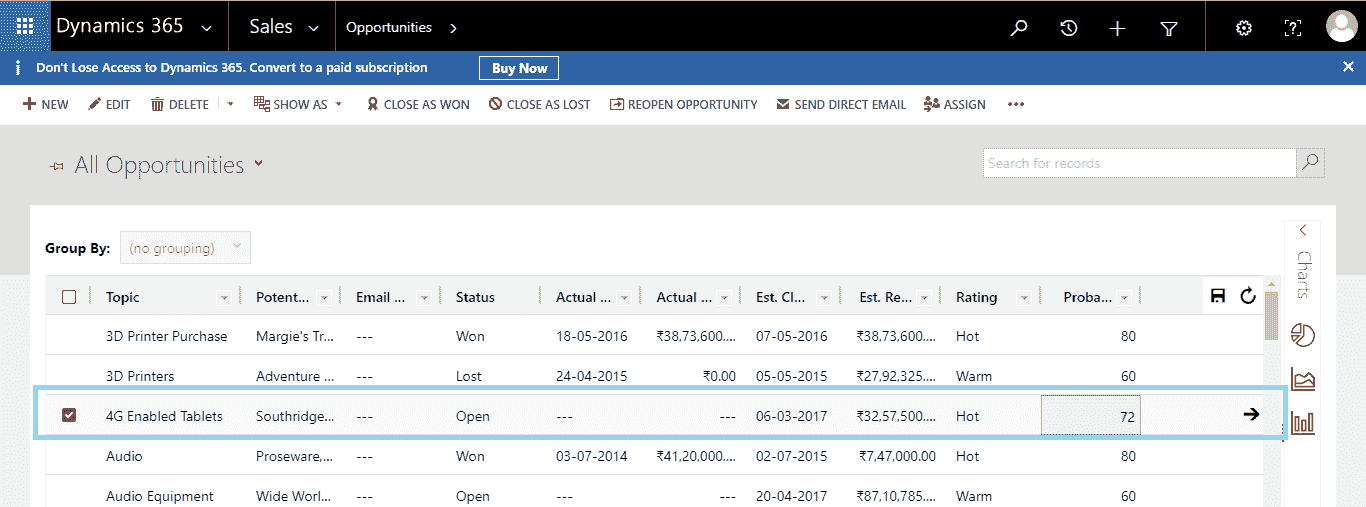 Dynamics 365 Sales Opportunities
Don't Lose Access to Dynamics 365. Convert to a paid subscription Buy Now
NEW EDIT DELETE SHOW AS CLOSE AS WON CLOSE AS LOST REOPEN OPPORTUNITY SEND DIRECT EMAIL ASSIGN
All Opportunities Search for records
Group By: (no grouping)
Charts
Topic Potent... Email ... Status Actual ... Actual ... Est. Cl... Est. Re... Rating Proba...
3D Printer Purchase Margie's Tr... --- Won 18-05-2016 ₹38,73,600.... 07-05-2016 ₹38,73,600.... Hot 80
3D Printers Adventure ... --- Lost 24-04-2015 ₹0.00 05-05-2015 ₹27,92,325.... Warm 60
4G Enabled Tablets Southridge... --- Open --- --- 06-03-2017 ₹32,57,500.... Hot 72
Audio Proseware,... --- Won 03-07-2014 ₹41,20,000.... 02-07-2015 ₹7,47,000.00 Hot 80
Audio Equipment Wide Worl... --- Open --- --- 20-04-2017 ₹87,10,785.... Warm 60